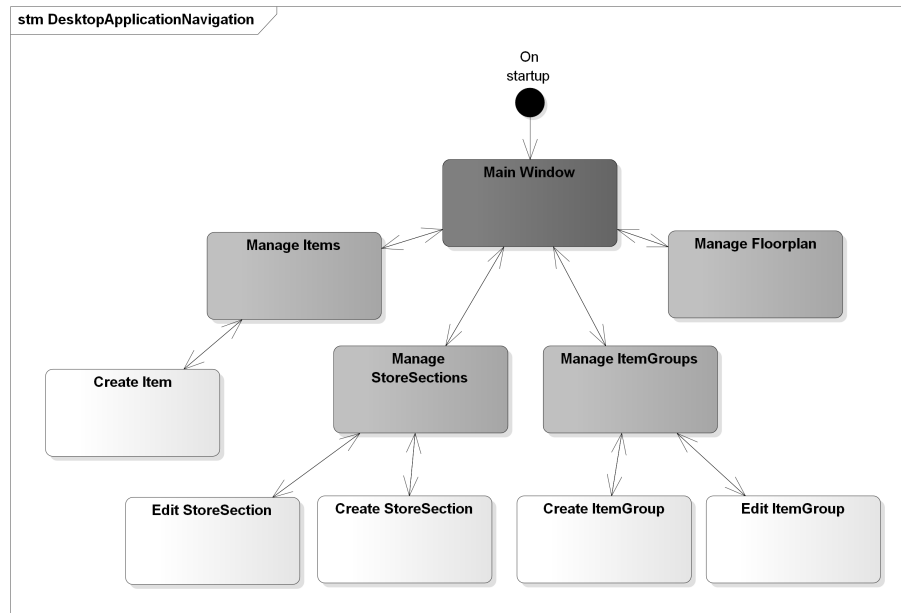 stm DesktopApplicationNavigation
On
startup
Main Window
Manage Items
Manage Floorplan
Manage
StoreSections
Manage ItemGroups
Create Item
Edit StoreSection
Create StoreSection
Create ItemGroup
Edit ItemGroup